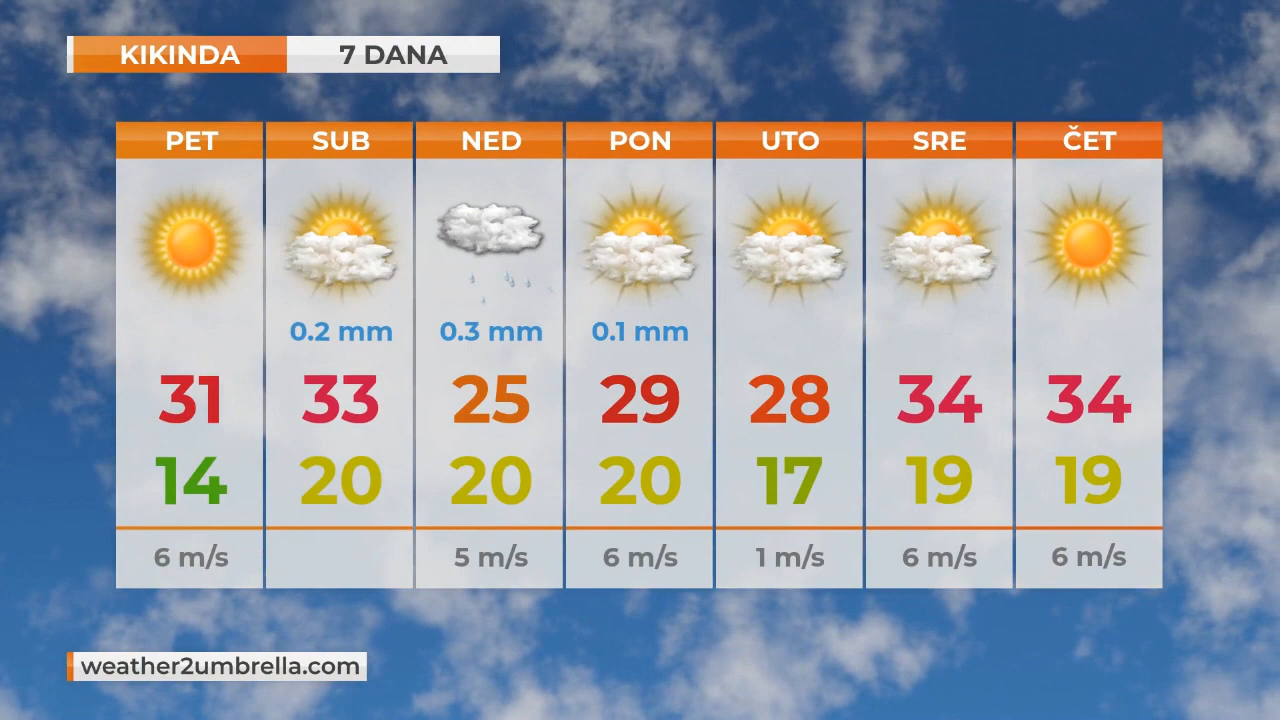 KIKINDA 7 DANA
PET SUB NED PON UTO SRE ČET
0.2 mm 0.3 mm 0.1 mm
31 33 25 29 28 34 34
14 20 20 20 17 19 19
6 m/s 5 m/s 6 m/s 1 m/s 6 m/s 6 m/s
weather2umbrella.com